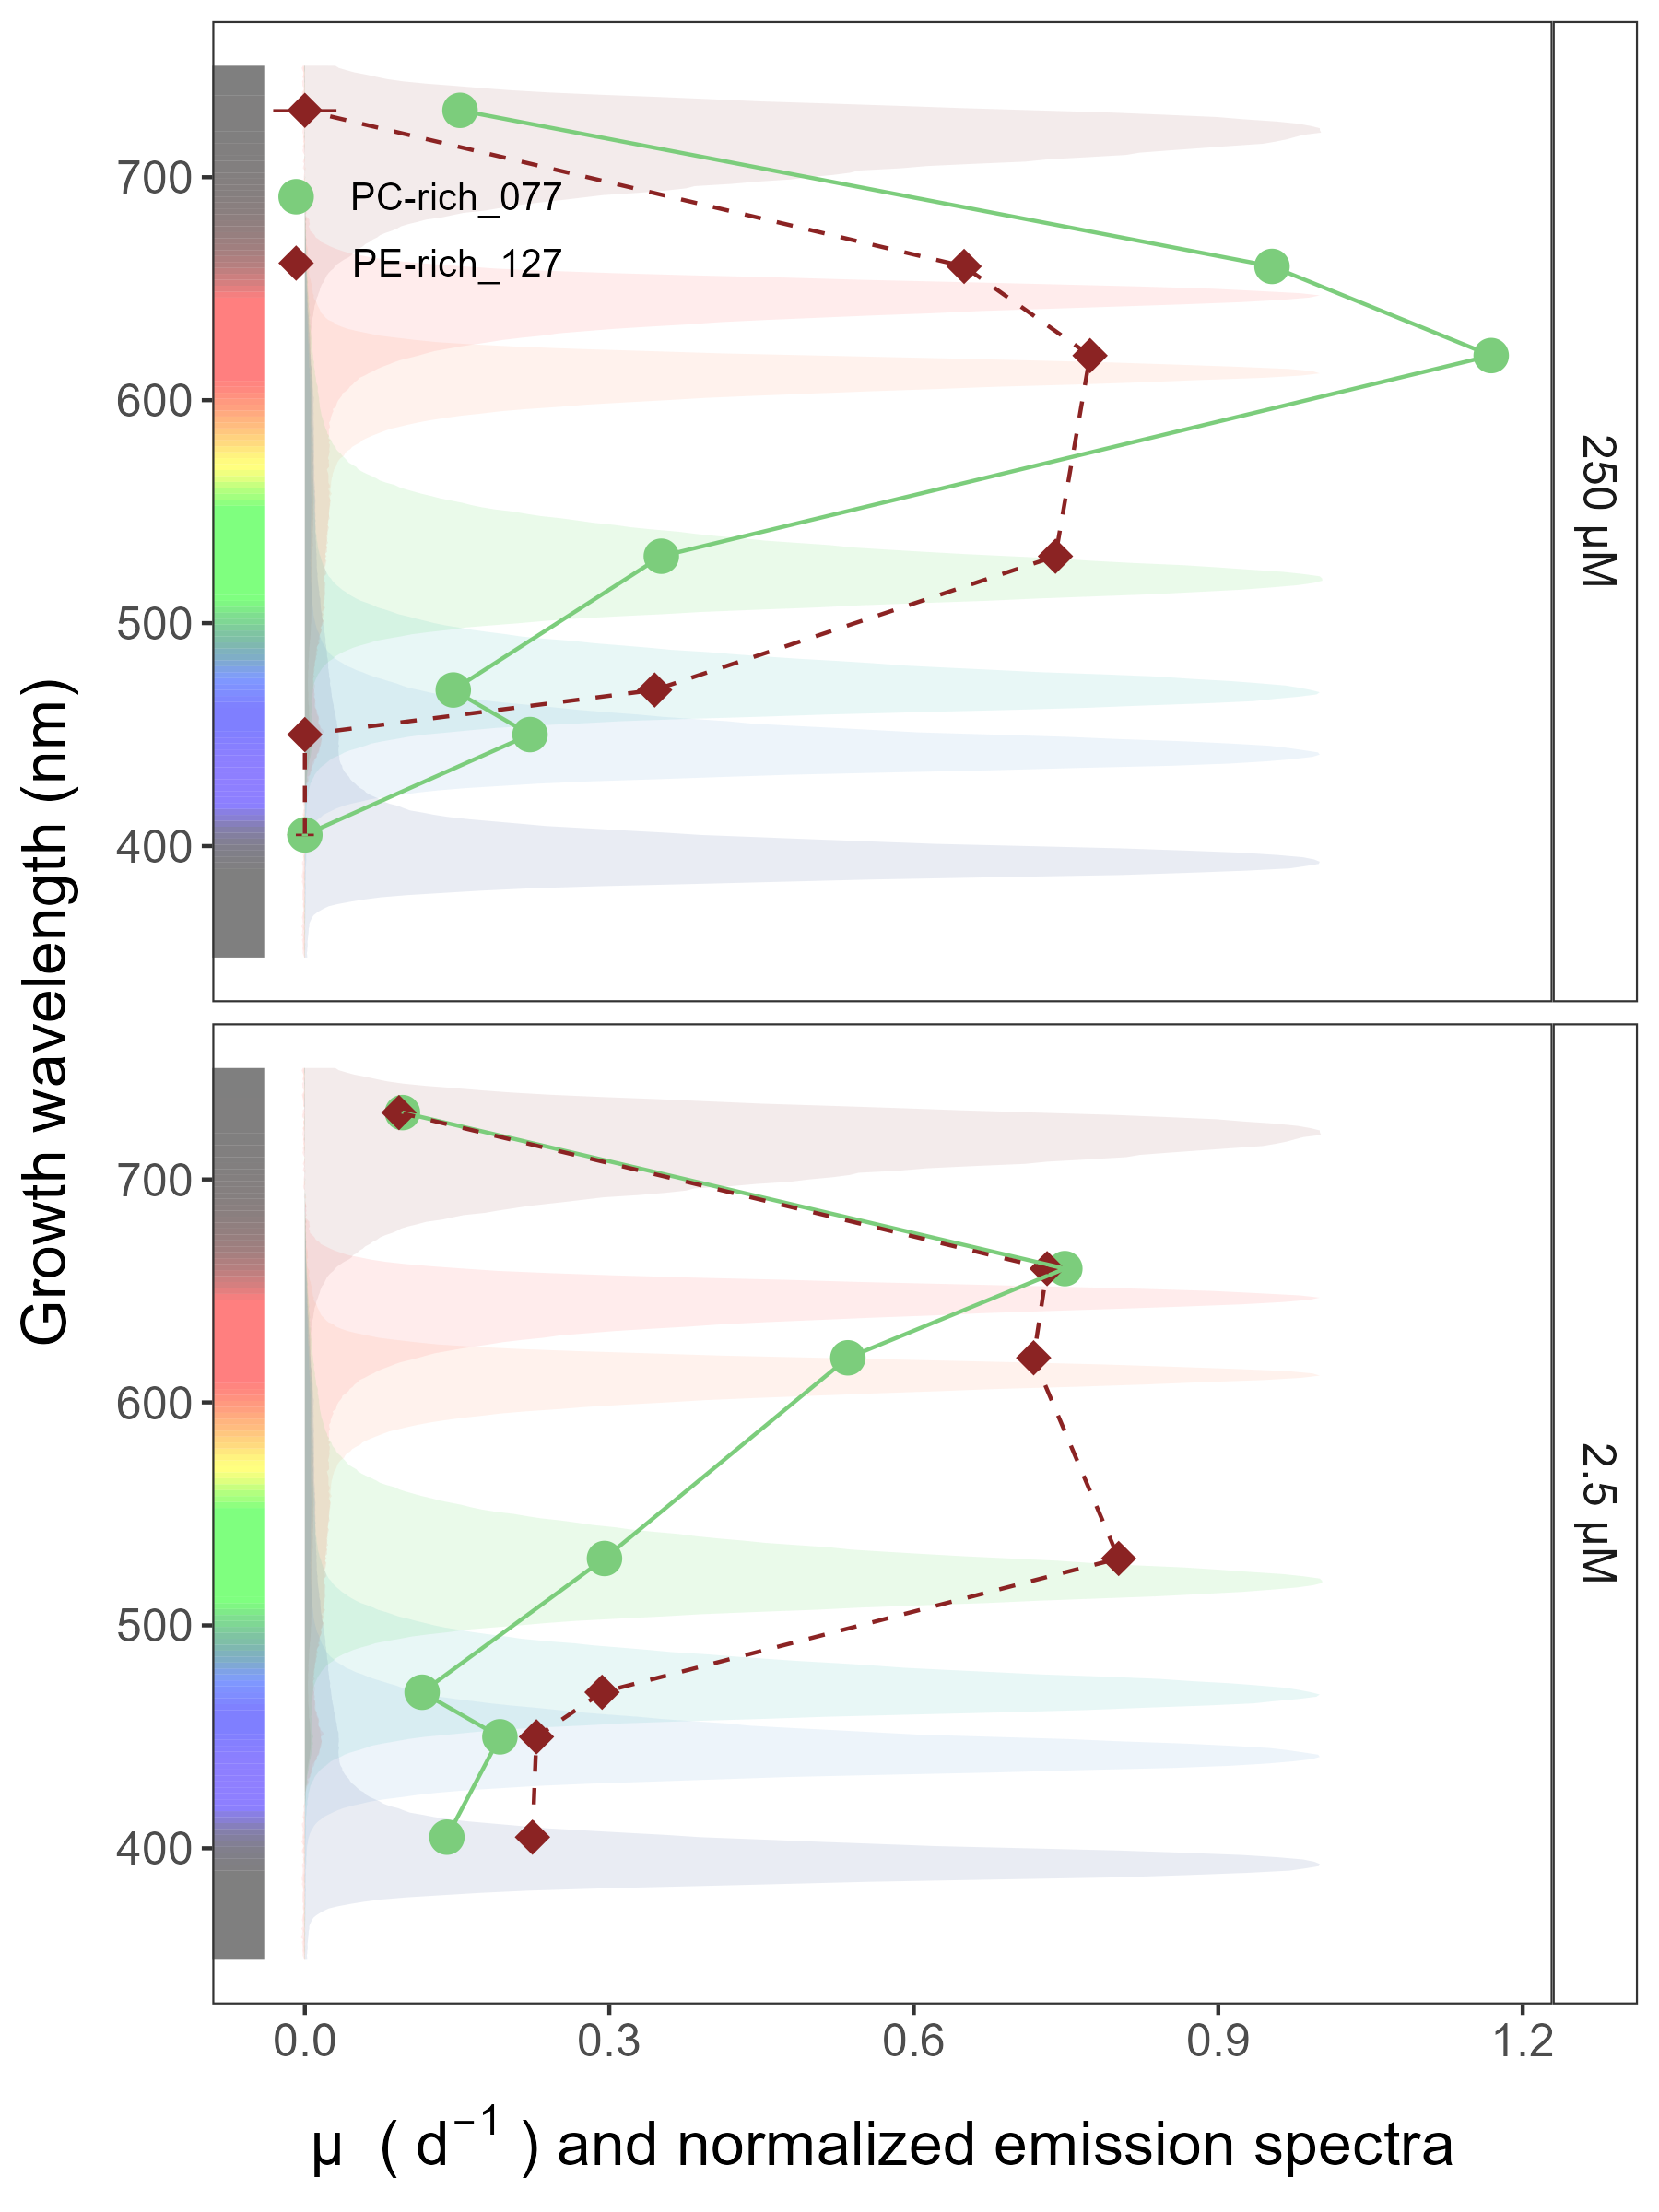 Growth wavelength (nm)
700
600
500
400
PC-rich_077
PE-rich_127
250 µM
700
600
500
400
2.5 µM
0.0 0.3 0.6 0.9 1.2
µ ( d⁻¹ ) and normalized emission spectra